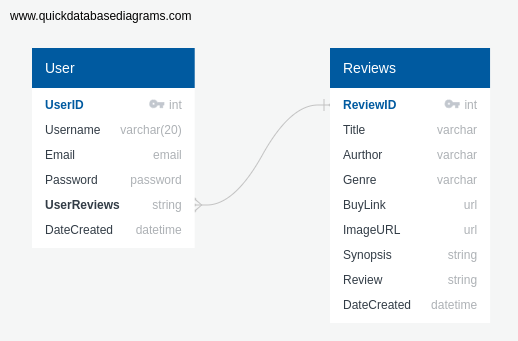 www.quickdatabasediagrams.com
User
UserID int
Username varchar(20)
Email email
Password password
UserReviews string
DateCreated datetime
Reviews
ReviewID int
Title varchar
Aurthor varchar
Genre varchar
BuyLink url
ImageURL url
Synopsis string
Review string
DateCreated datetime